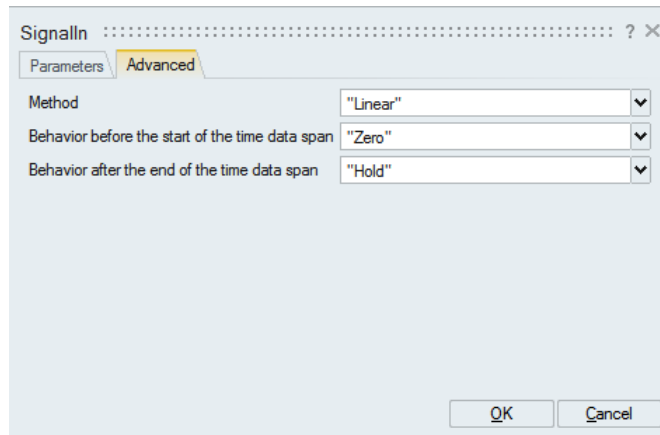 SignalIn ? ×
Parameters Advanced
Method "Linear"
Behavior before the start of the time data span "Zero"
Behavior after the end of the time data span "Hold"
OK Cancel